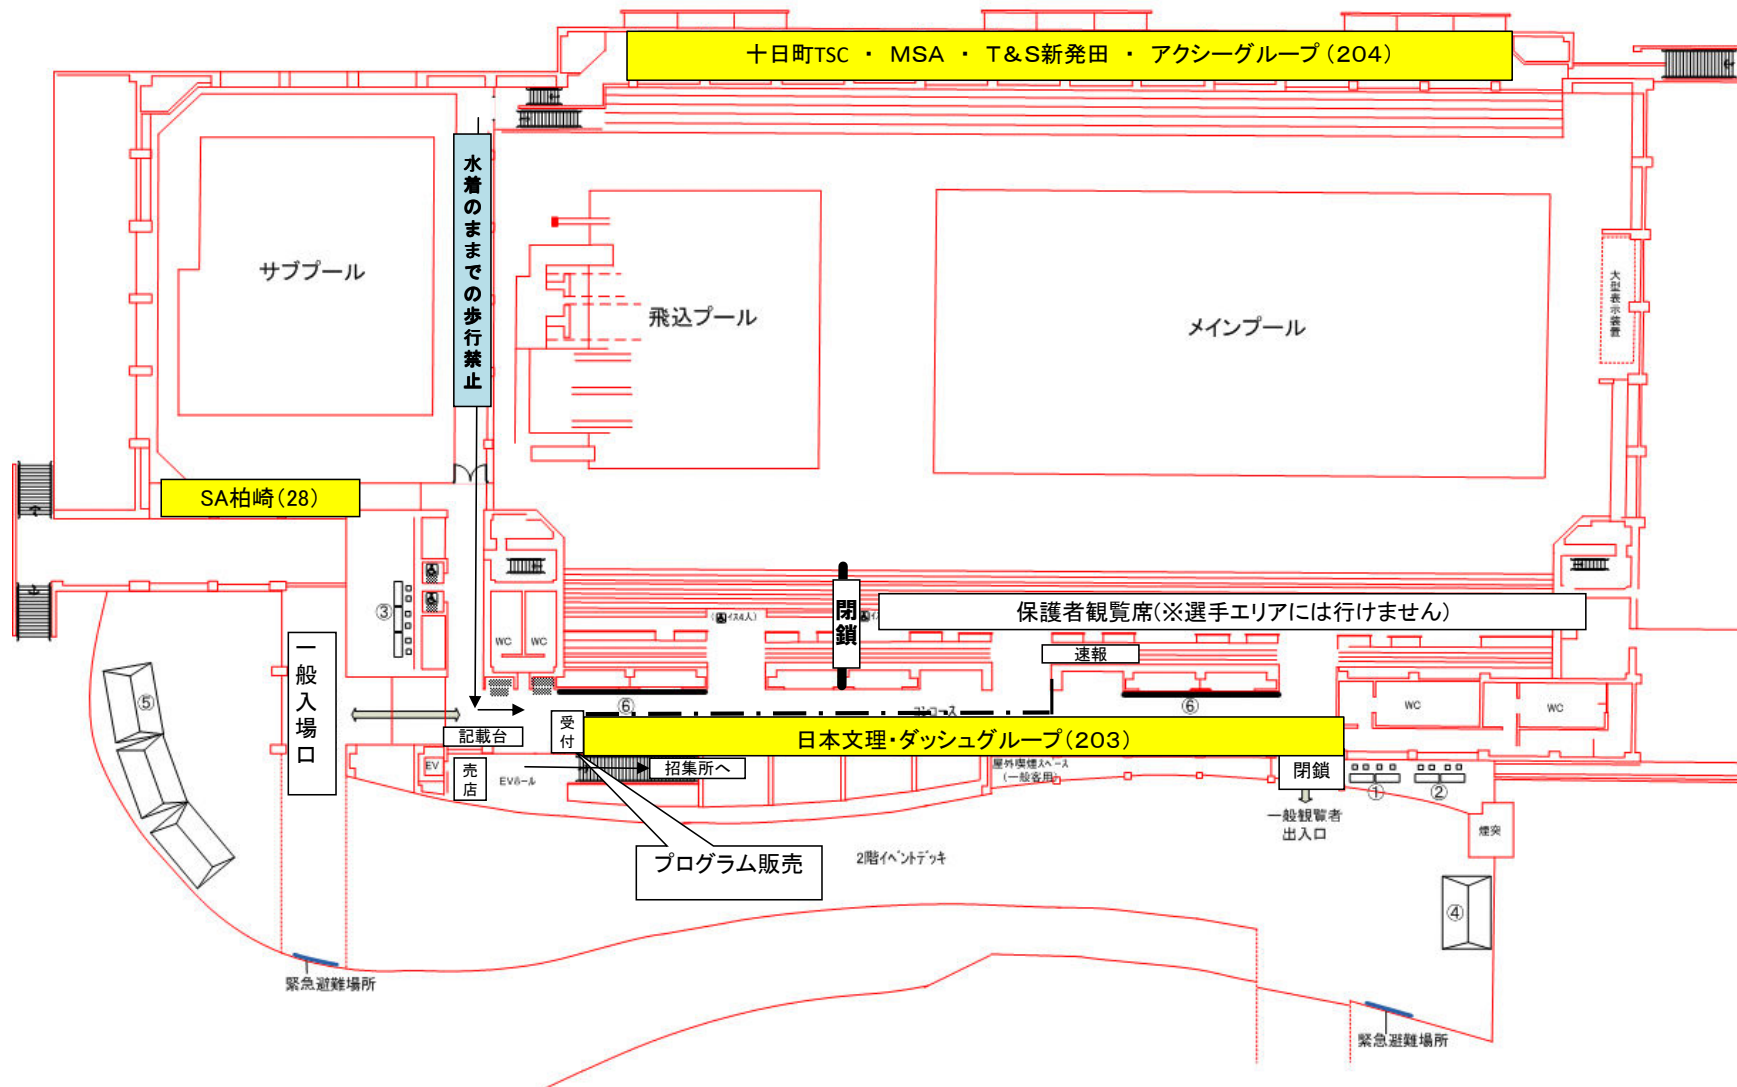 十日町TSC ・ MSA ・ T&S新発田 ・ アクシーグループ(204)
水着のままでの歩行禁止
サブプール
飛込プール
メインプール
大型表示装置
SA柏崎(28)
③
WC
WC
(イス4人)
閉鎖
保護者観覧席(※選手エリアには行けません)
速報
一般入場口
⑤
⑥
コンコース
⑥
WC
WC
受付
記載台
日本文理・ダッシュグループ(203)
EV
売店
EVホール
招集所へ
屋外喫煙スペース
(一般客用)
閉鎖
①
②
一般観覧者
出入口
煙突
プログラム販売
2階イベントデッキ
④
緊急避難場所
緊急避難場所